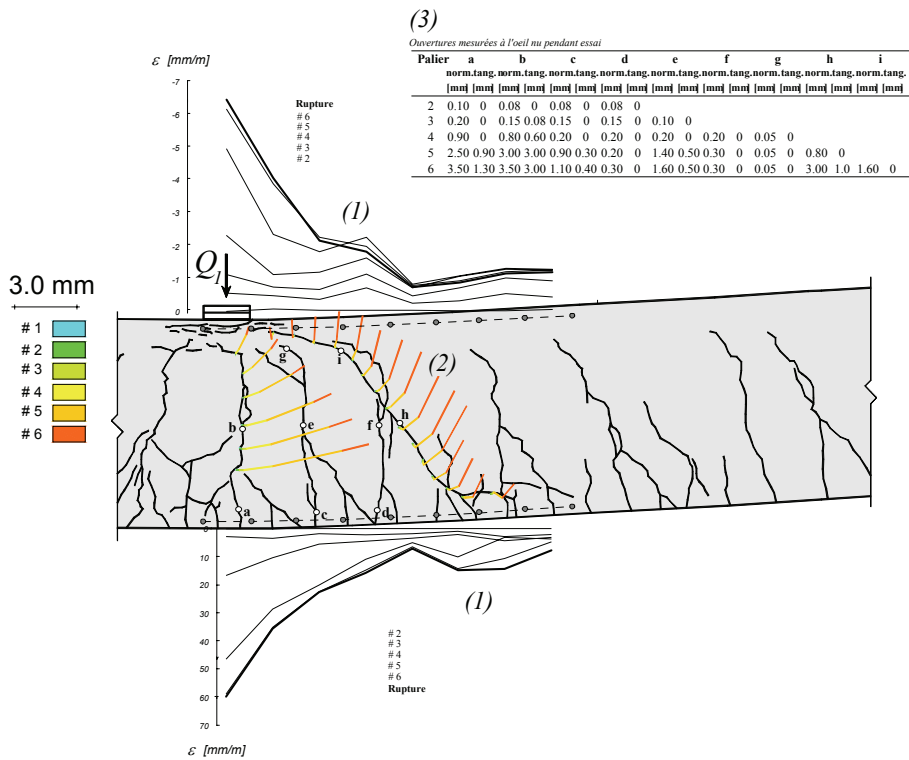 (3)
Ouvertures mesurées à l'oeil nu pendant essai
Palier a b c d e f g h i
norm. tang. norm. tang. norm. tang. norm. tang. norm. tang. norm. tang. norm. tang. norm. tang. norm. tang.
[mm] [mm] [mm] [mm] [mm] [mm] [mm] [mm] [mm] [mm] [mm] [mm] [mm] [mm] [mm] [mm] [mm] [mm]
2 0.10 0 0.08 0 0.08 0 0.08 0
3 0.20 0 0.15 0.08 0.15 0 0.15 0 0.10 0
4 0.90 0 0.80 0.60 0.20 0 0.20 0 0.20 0 0.20 0 0.05 0
5 2.50 0.90 3.00 3.00 0.90 0.30 0.20 0 1.40 0.50 0.30 0 0.05 0 0.80 0
6 3.50 1.30 3.50 3.00 1.10 0.40 0.30 0 1.60 0.50 0.30 0 0.05 0 3.00 1.0 1.60 0
ε [mm/m]
-7
-6
-5
-4
-3
-2
-1
0
Rupture
# 6
# 5
# 4
# 3
# 2
(1)
Q1
3.0 mm
# 1
# 2
# 3
# 4
# 5
# 6
(2)
g
i
b
e
f
h
a
c
d
0
10
20
30
40
50
60
70
(1)
# 2
# 3
# 4
# 5
# 6
Rupture
ε [mm/m]